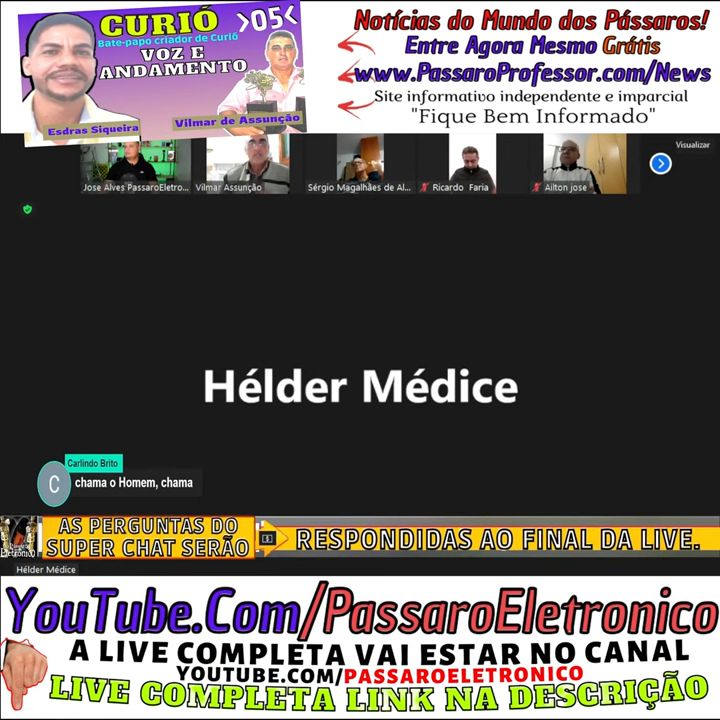 CURIÓ >05<
Bate-papo criador de Curió
VOZ E
ANDAMENTO
Esdras Siqueira
Vilmar de Assunção
Notícias do Mundo dos Pássaros!
Entre Agora Mesmo Grátis
www.PassaroProfessor.com/News
Site informativo independente e imparcial
"Fique Bem Informado"
Visualizar
Jose Alves PassaroEletro... Vilmar Assunção Sérgio Magalhães de Al... Ricardo Faria Ailton jose
Hélder Médice
Carlindo Brito
C chama o Homem, chama
AS PERGUNTAS DO
SUPER CHAT SERÃO
RESPONDIDAS AO FINAL DA LIVE.
Eletrônico
Hélder Médice
YouTube.Com/PassaroEletronico
A LIVE COMPLETA VAI ESTAR NO CANAL
YOUTUBE.COM/PASSAROELETRONICO
LIVE COMPLETA LINK NA DESCRIÇÃO